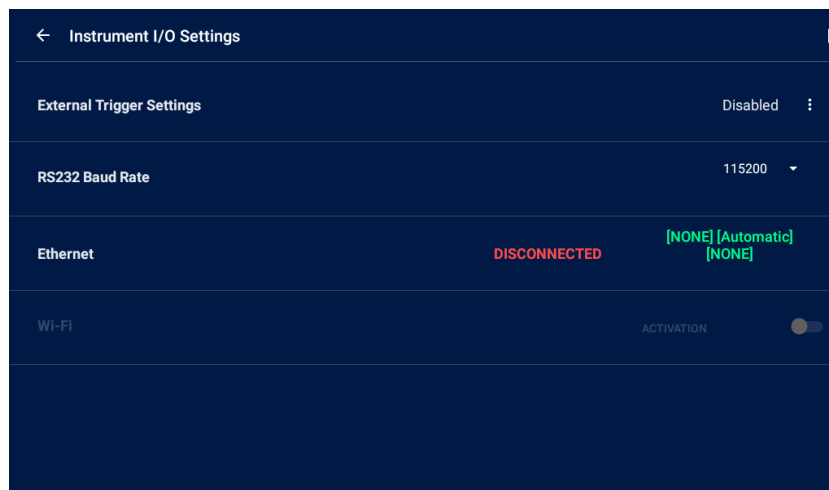 Instrument I/O Settings
External Trigger Settings
Disabled
RS232 Baud Rate
115200
Ethernet
DISCONNECTED
[NONE] [Automatic]
[NONE]
Wi-Fi
ACTIVATION